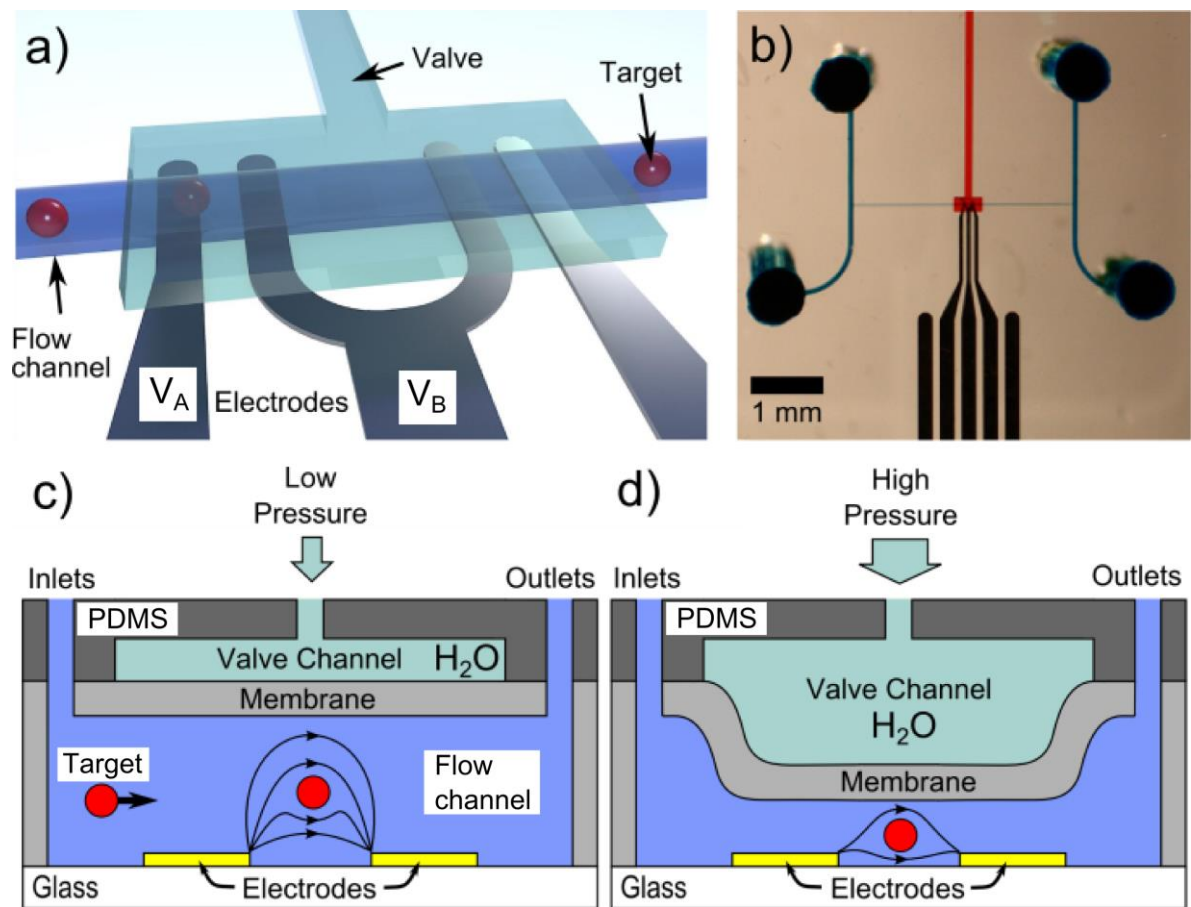 a)
Valve
Target
Flow
channel
V_A
Electrodes
V_B
b)
1 mm
c)
Low
Pressure
Inlets
Outlets
PDMS
Valve Channel H₂O
Membrane
Target
Flow
channel
Glass
Electrodes
d)
High
Pressure
Inlets
Outlets
PDMS
Valve Channel
H₂O
Membrane
Glass
Electrodes